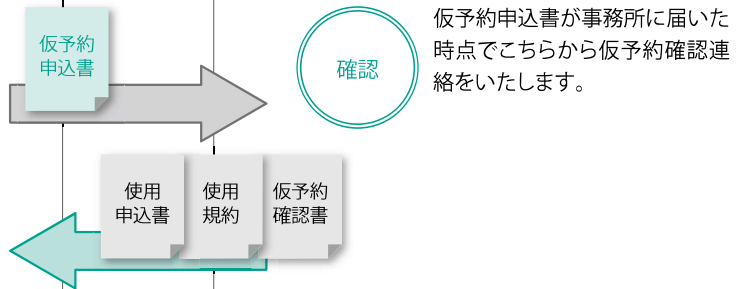 仮予約
申込書
確認
仮予約申込書が事務所に届いた
時点でこちらから仮予約確認連
絡をいたします。
使用
申込書
使用
規約
仮予約
確認書